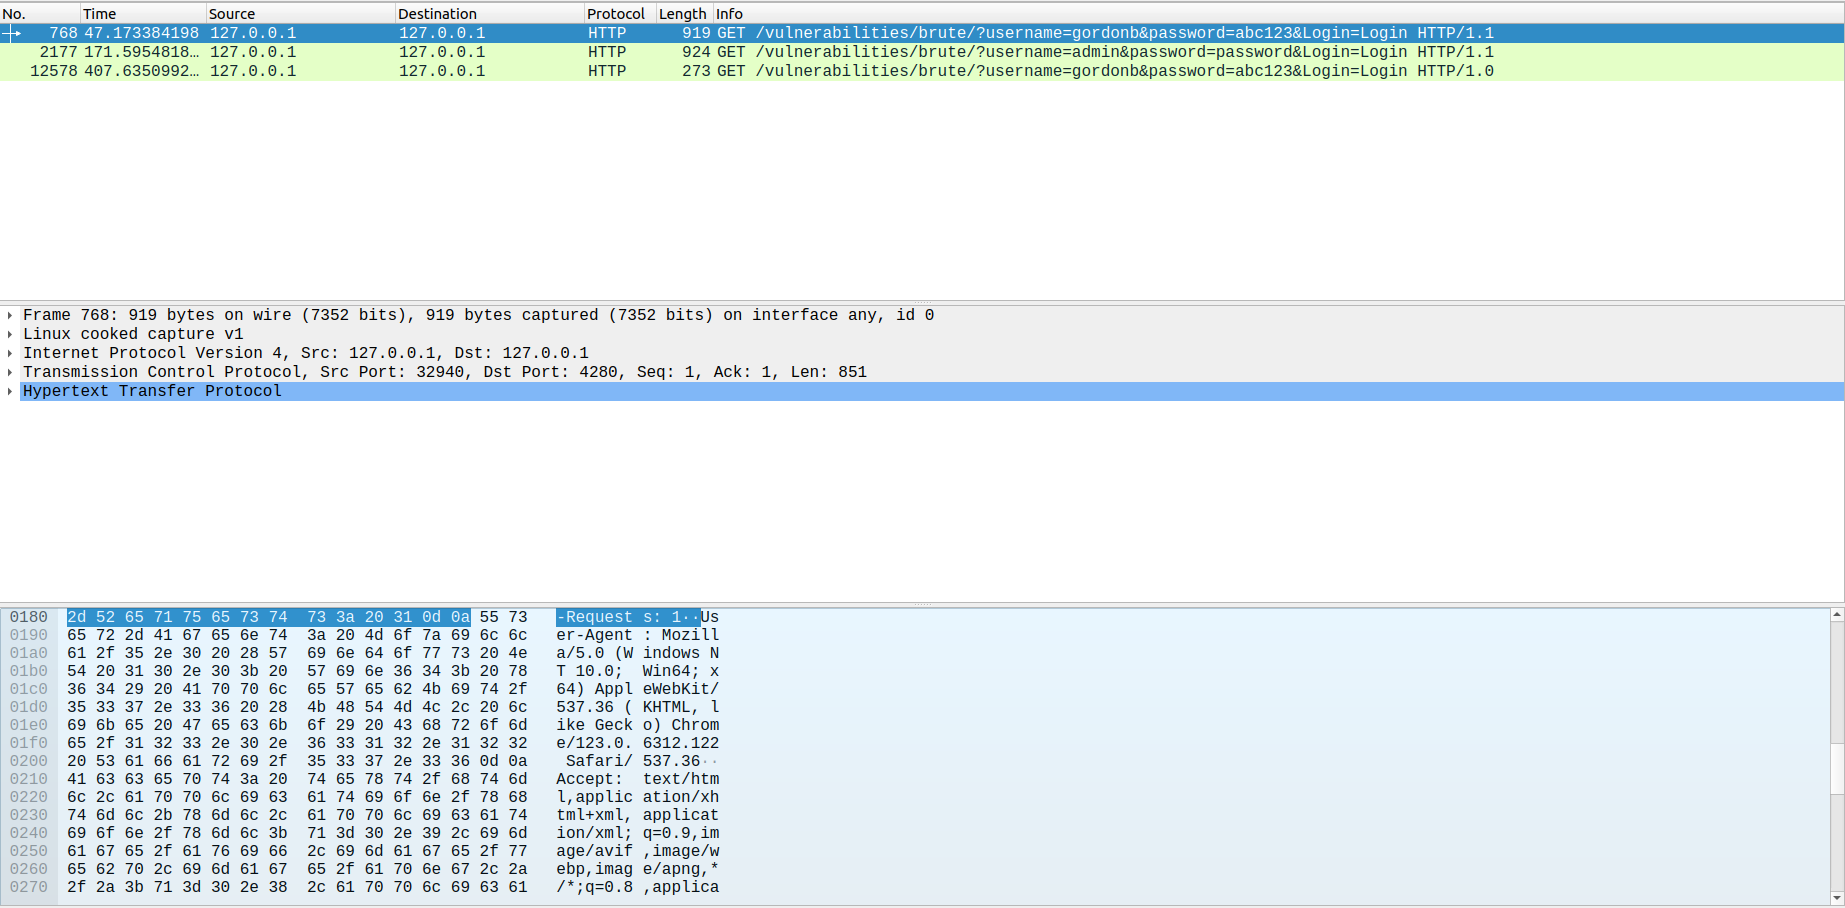 No. Time Source Destination Protocol Length Info
768 47.173384198 127.0.0.1 127.0.0.1 HTTP 919 GET /vulnerabilities/brute/?username=gordonb&password=abc123&Login=Login HTTP/1.1
2177 171.5954818… 127.0.0.1 127.0.0.1 HTTP 924 GET /vulnerabilities/brute/?username=admin&password=password&Login=Login HTTP/1.1
12578 407.6350992… 127.0.0.1 127.0.0.1 HTTP 273 GET /vulnerabilities/brute/?username=gordonb&password=abc123&Login=Login HTTP/1.0
Frame 768: 919 bytes on wire (7352 bits), 919 bytes captured (7352 bits) on interface any, id 0
Linux cooked capture v1
Internet Protocol Version 4, Src: 127.0.0.1, Dst: 127.0.0.1
Transmission Control Protocol, Src Port: 32940, Dst Port: 4280, Seq: 1, Ack: 1, Len: 851
Hypertext Transfer Protocol
0180 2d 52 65 71 75 65 73 74 73 3a 20 31 0d 0a 55 73 -Request s: 1··Us
0190 65 72 2d 41 67 65 6e 74 3a 20 4d 6f 7a 69 6c 6c er-Agent : Mozill
01a0 61 2f 35 2e 30 20 28 57 69 6e 64 6f 77 73 20 4e a/5.0 (W indows N
01b0 54 20 31 30 2e 30 3b 20 57 69 6e 36 34 3b 20 78 T 10.0; Win64; x
01c0 36 34 29 20 41 70 70 6c 65 57 65 62 4b 69 74 2f 64) Appl eWebKit/
01d0 35 33 37 2e 33 36 20 28 4b 48 54 4d 4c 2c 20 6c 537.36 ( KHTML, l
01e0 69 6b 65 20 47 65 63 6b 6f 29 20 43 68 72 6f 6d ike Geck o) Chrom
01f0 65 2f 31 32 33 2e 30 2e 36 33 31 32 2e 31 32 32 e/123.0. 6312.122
0200 20 53 61 66 61 72 69 2f 35 33 37 2e 33 36 0d 0a Safari/ 537.36··
0210 41 63 63 65 70 74 3a 20 74 65 78 74 2f 68 74 6d Accept: text/htm
0220 6c 2c 61 70 70 6c 69 63 61 74 69 6f 6e 2f 78 68 l,applic ation/xh
0230 74 6d 6c 2b 78 6d 6c 2c 61 70 70 6c 69 63 61 74 tml+xml, applicat
0240 69 6f 6e 2f 78 6d 6c 3b 71 3d 30 2e 39 2c 69 6d ion/xml; q=0.9,im
0250 61 67 65 2f 61 76 69 66 2c 69 6d 61 67 65 2f 77 age/avif ,image/w
0260 65 62 70 2c 69 6d 61 67 65 2f 61 70 6e 67 2c 2a ebp,imag e/apng,*
0270 2f 2a 3b 71 3d 30 2e 38 2c 61 70 70 6c 69 63 61 /*;q=0.8 ,applica